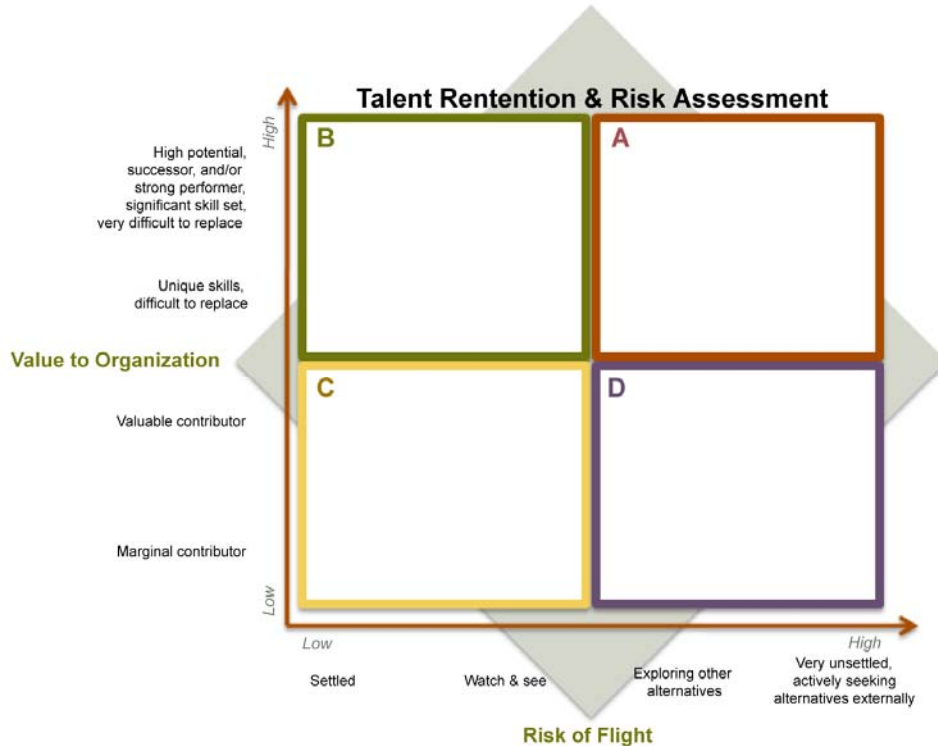 Talent Rentention & Risk Assessment
High
B
A
High potential,
successor, and/or
strong performer,
significant skill set,
very difficult to replace
Unique skills,
difficult to replace
Value to Organization
C
D
Valuable contributor
Marginal contributor
Low
Low
High
Settled
Watch & see
Exploring other
alternatives
Very unsettled,
actively seeking
alternatives externally
Risk of Flight